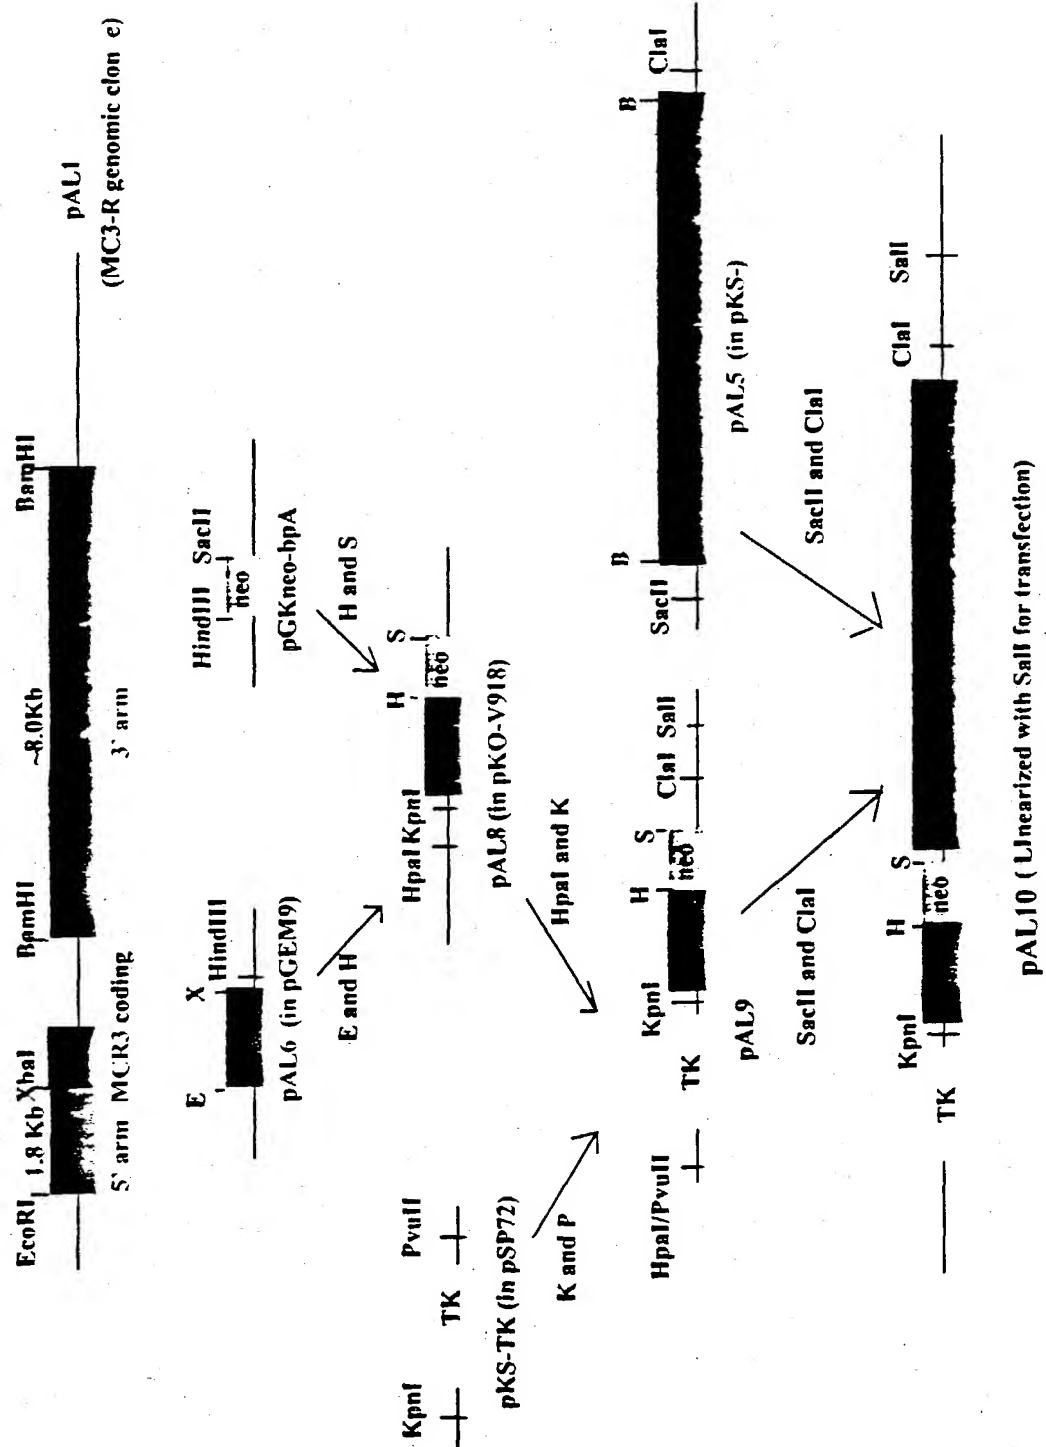 EcoRI 1.8 Kb XbaI BamHI ~8.0Kb BamHI
5` arm MCR3 coding 3` arm
pAL1
(MC3-R genomic clon e)
E X HindIII
pAL6 (in pGEM9)
E and H
HindIII SacII
neo
pGKneo-bpA
H and S
KpnI TK PvuII
pKS-TK (in pSP72)
K and P
HpaI KpnI H S
neo
pAL8 (in pKO-V918)
HpaI and K
HpaI/PvuII TK KpnI H S ClaI SalI
neo
pAL9
SacII and ClaI
SacII B B ClaI
pAL5 (in pKS-)
SacII and ClaI
TK KpnI H S ClaI SalI
neo
pAL10 ( LInearized with SalI for transfection)